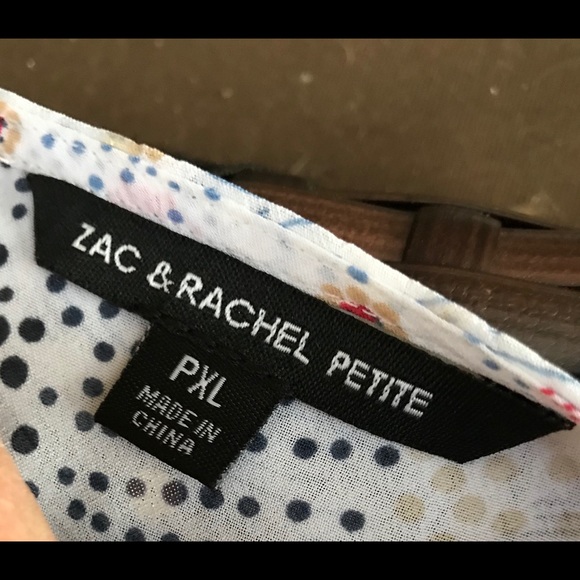 ZAC & RACHEL PETITE
PXL
MADE IN
CHINA